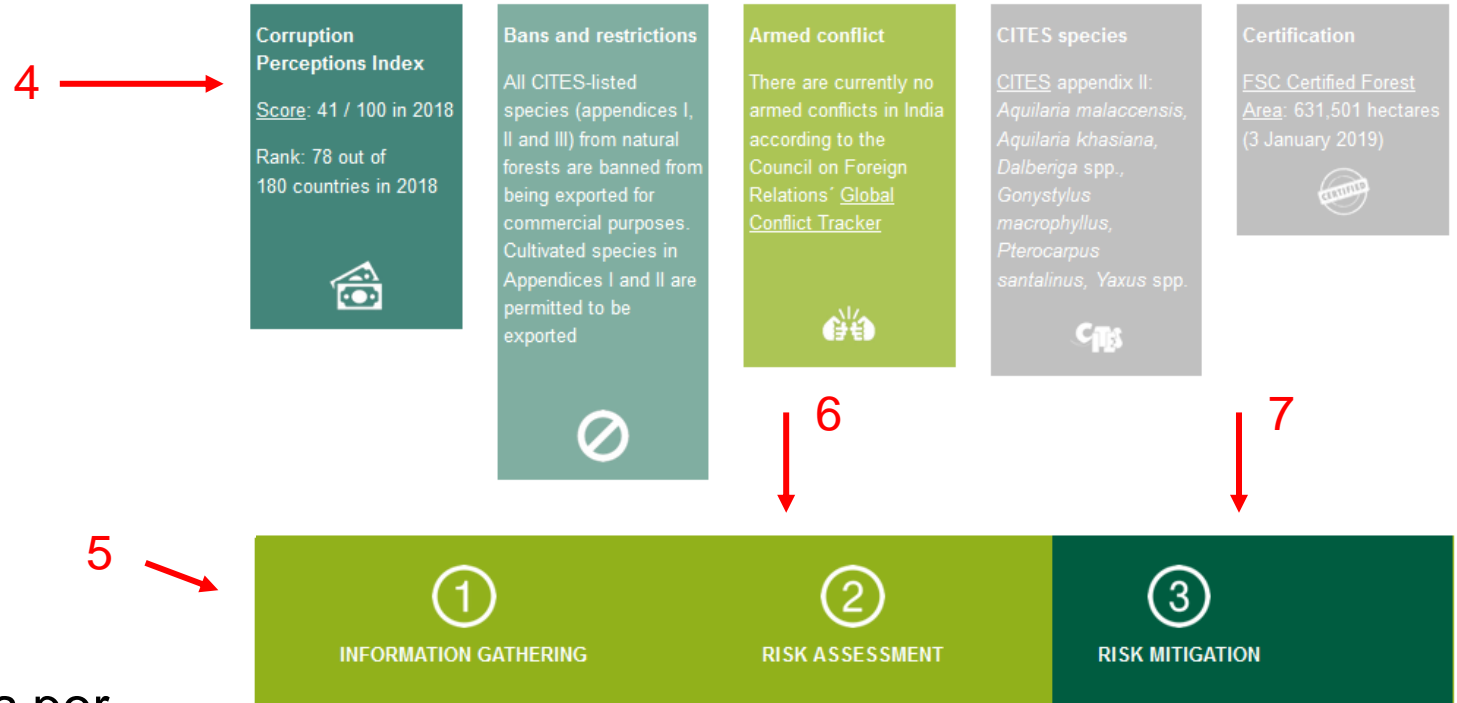 4
Corruption
Perceptions Index
Score: 41 / 100 in 2018
Rank: 78 out of
180 countries in 2018
Bans and restrictions
All CITES-listed
species (appendices I,
II and III) from natural
forests are banned from
being exported for
commercial purposes.
Cultivated species in
Appendices I and II are
permitted to be
exported
Armed conflict
There are currently no
armed conflicts in India
according to the
Council on Foreign
Relations´ Global
Conflict Tracker
CITES species
CITES appendix II:
Aquilaria malaccensis,
Aquilaria khasiana,
Dalberiga spp.,
Gonystylus
macrophyllus,
Pterocarpus
santalinus, Yaxus spp.
CITES
Certification
FSC Certified Forest
Area: 631,501 hectares
(3 January 2019)
CERTIFIED
6
7
5
1
INFORMATION GATHERING
2
RISK ASSESSMENT
3
RISK MITIGATION
por